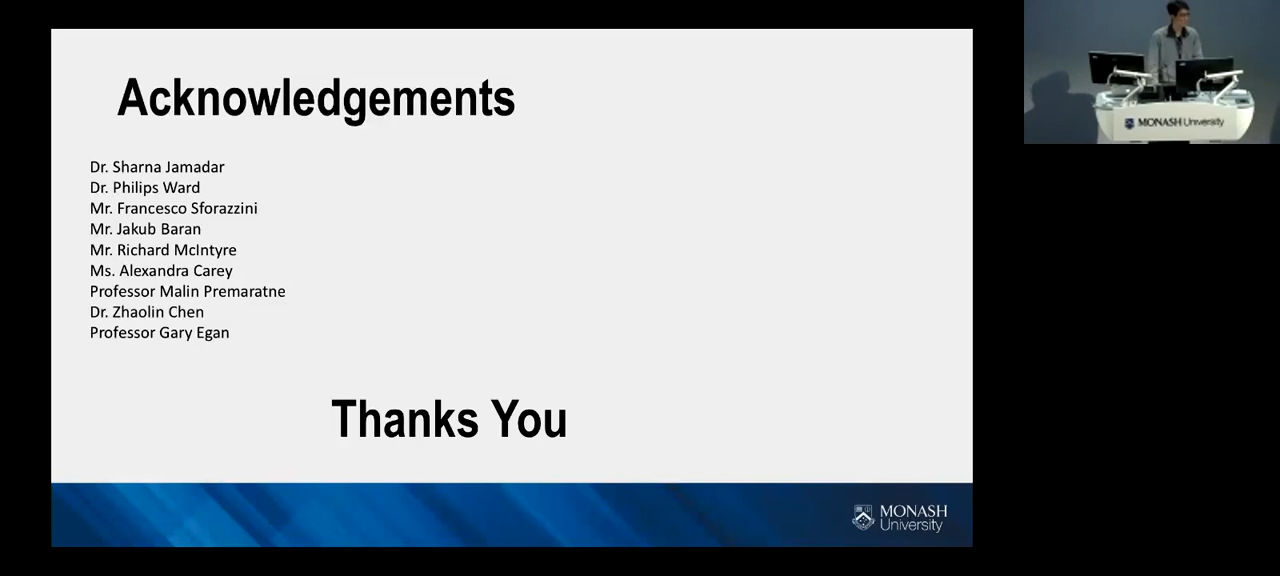 Acknowledgements
Dr. Sharna Jamadar
Dr. Philips Ward
Mr. Francesco Sforazzini
Mr. Jakub Baran
Mr. Richard McIntyre
Ms. Alexandra Carey
Professor Malin Premaratne
Dr. Zhaolin Chen
Professor Gary Egan
Thanks You
MONASH
University
MONASH University